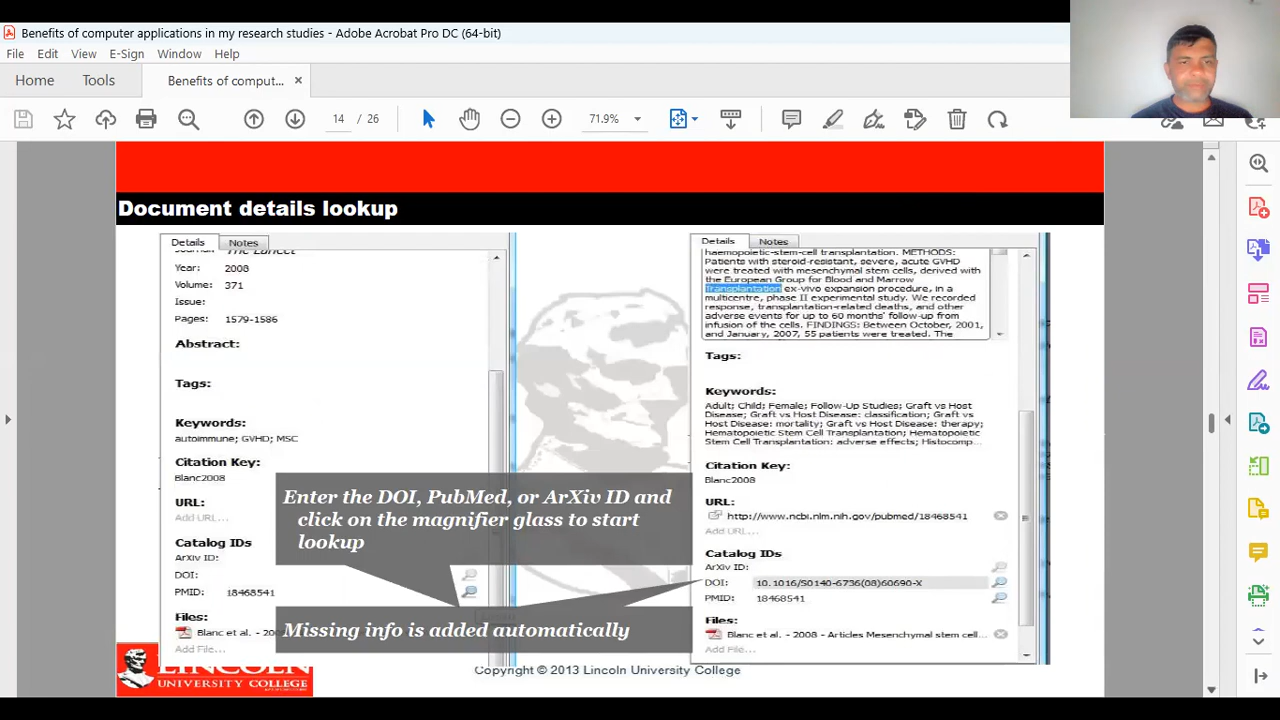 Benefits of computer applications in my research studies - Adobe Acrobat Pro DC (64-bit)
File Edit View E-Sign Window Help
Home Tools Benefits of comput... ×
14 / 26 71.9%
Document details lookup
Details Notes
Journal: The Lancet
Year: 2008
Volume: 371
Issue:
Pages: 1579-1586
Abstract:
Tags:
Keywords:
autoimmune; GVHD; MSC
Citation Key:
Blanc2008
URL:
Add URL...
Catalog IDs
ArXiv ID:
DOI:
PMID: 18468541
Files:
Blanc et al. - 200
Add File...
Enter the DOI, PubMed, or ArXiv ID and
click on the magnifier glass to start
lookup
Missing info is added automatically
Details Notes
haemopoietic-stem-cell transplantation. METHODS:
Patients with steroid-resistant, severe, acute GVHD
were treated with mesenchymal stem cells, derived with
the European Group for Blood and Marrow
Transplantation ex-vivo expansion procedure, in a
multicentre, phase II experimental study. We recorded
response, transplantation-related deaths, and other
adverse events for up to 60 months' follow-up from
infusion of the cells. FINDINGS: Between October, 2001,
and January, 2007, 55 patients were treated. The
Tags:
Keywords:
Adult; Child; Female; Follow-Up Studies; Graft vs Host
Disease; Graft vs Host Disease: classification; Graft vs
Host Disease: mortality; Graft vs Host Disease: therapy;
Hematopoietic Stem Cell Transplantation; Hematopoietic
Stem Cell Transplantation: adverse effects; Histocomp...
Citation Key:
Blanc2008
URL:
http://www.ncbi.nlm.nih.gov/pubmed/18468541
Add URL...
Catalog IDs
ArXiv ID:
DOI: 10.1016/S0140-6736(08)60690-X
PMID: 18468541
Files:
Blanc et al. - 2008 - Articles Mesenchymal stem cel...
Add File...
LINCOLN
UNIVERSITY COLLEGE
Copyright © 2013 Lincoln University College